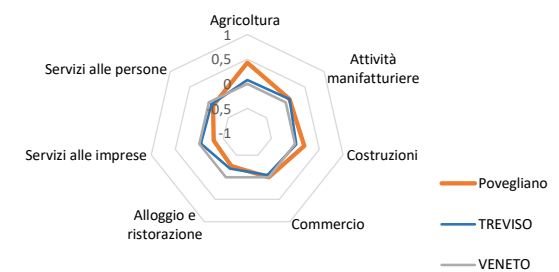 Agricoltura
1
0,5
0
-0,5
-1
Attività
manifatturiere
Costruzioni
Commercio
Alloggio e
ristorazione
Servizi alle imprese
Servizi alle persone
Povegliano
TREVISO
VENETO